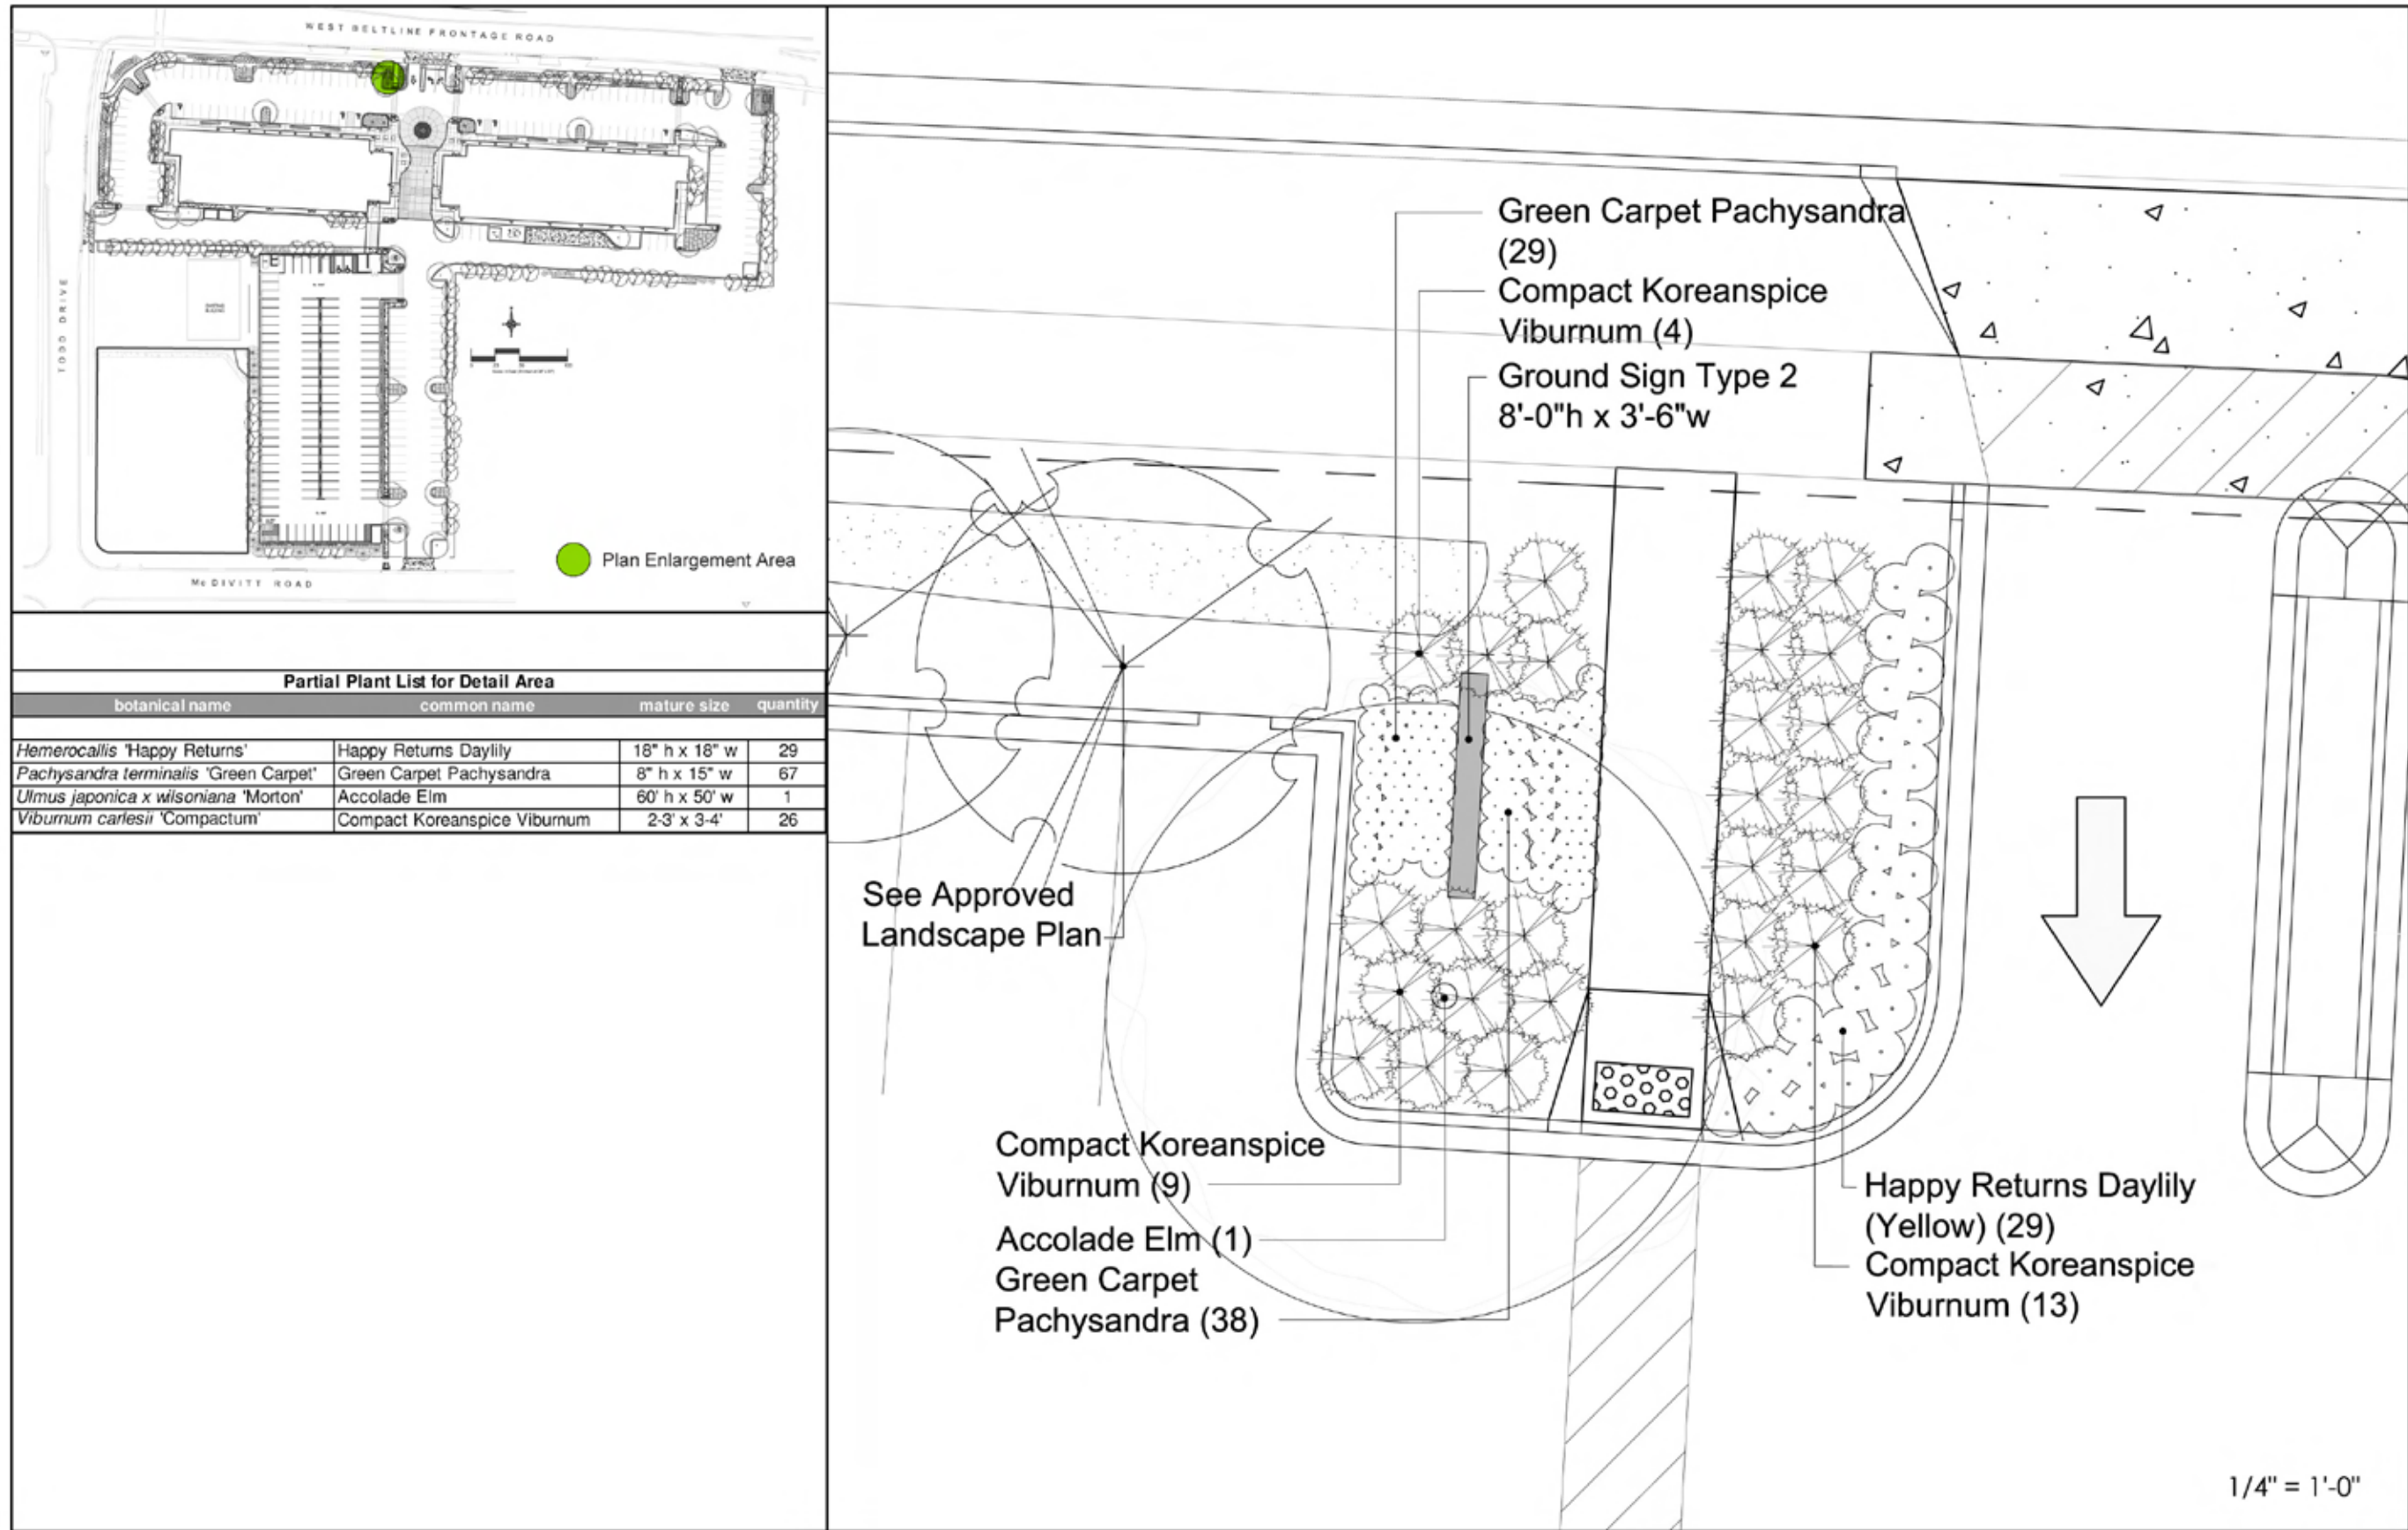 WEST BELTLINE FRONTAGE ROAD
TODD DRIVE
Plan Enlargement Area
McDIVITT ROAD
Partial Plant List for Detail Area
botanical name common name mature size quantity
Hemerocallis 'Happy Returns' Happy Returns Daylily 18" h x 18" w 29
Pachysandra terminalis 'Green Carpet' Green Carpet Pachysandra 8" h x 15" w 67
Ulmus japonica x wilsoniana 'Morton' Accolade Elm 60' h x 50' w 1
Viburnum carlesii 'Compactum' Compact Koreanspice Viburnum 2-3' x 3-4' 26
Green Carpet Pachysandra
(29)
Compact Koreanspice
Viburnum (4)
Ground Sign Type 2
8'-0"h x 3'-6"w
See Approved
Landscape Plan
Compact Koreanspice
Viburnum (9)
Accolade Elm (1)
Green Carpet
Pachysandra (38)
Happy Returns Daylily
(Yellow) (29)
Compact Koreanspice
Viburnum (13)
1/4" = 1'-0"